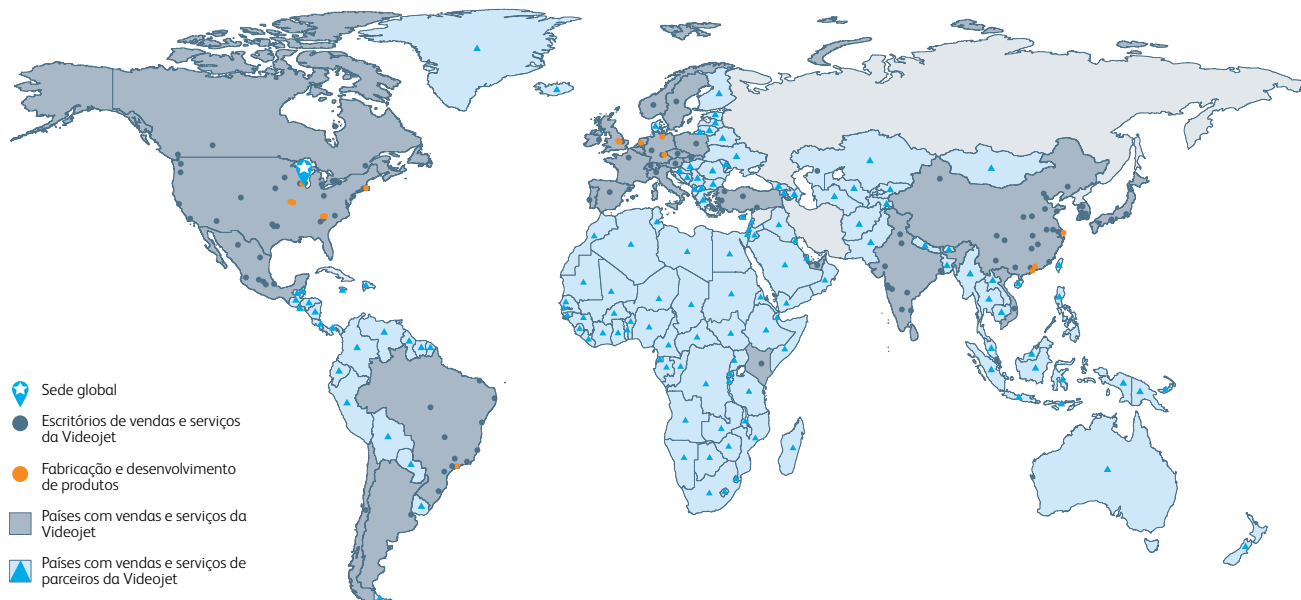 Sede global
Escritórios de vendas e serviços
da Videojet
Fabricação e desenvolvimento
de produtos
Países com vendas e serviços da
Videojet
Países com vendas e serviços de
parceiros da Videojet